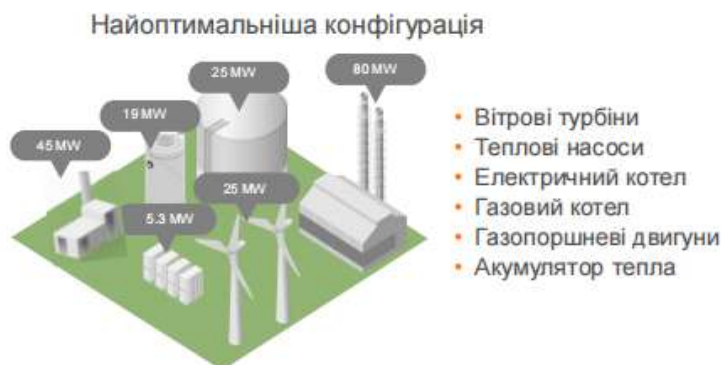 Найоптимальніша конфігурація
25 MW
80 MW
19 MW
45 MW
25 MW
5.3 MW
• Вітрові турбіни
• Теплові насоси
• Електричний котел
• Газовий котел
• Газопоршневі двигуни
• Акумулятор тепла